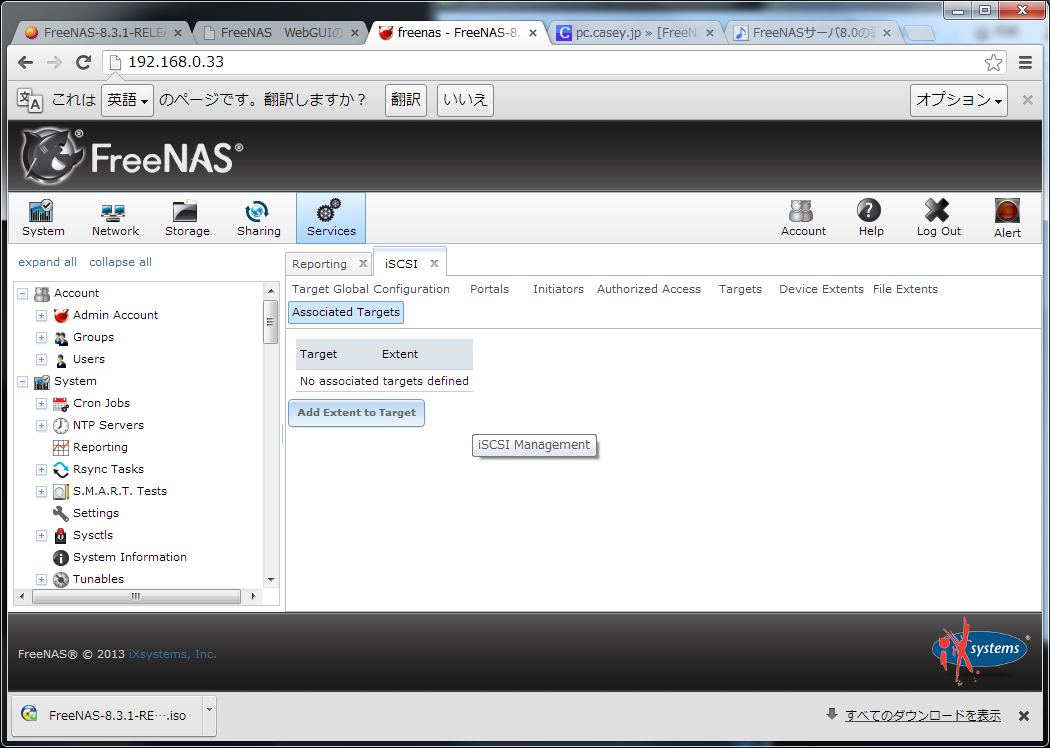 FreeNAS-8.3.1-RELEA
FreeNAS WebGUIの
freenas - FreeNAS-8.
pc.casey.jp » [FreeN
FreeNASサーバ8.0の
192.168.0.33
これは 英語 のページです。翻訳しますか？ 翻訳 いいえ オプション
FreeNAS®
System Network Storage Sharing Services Account Help Log Out Alert
expand all collapse all
Reporting iSCSI
Target Global Configuration Portals Initiators Authorized Access Targets Device Extents File Extents
Associated Targets
Target Extent
No associated targets defined
Add Extent to Target
iSCSI Management
Account
Admin Account
Groups
Users
System
Cron Jobs
NTP Servers
Reporting
Rsync Tasks
S.M.A.R.T. Tests
Settings
Sysctls
System Information
Tunables
FreeNAS® © 2013 iXsystems, Inc.
iXsystems®
FreeNAS-8.3.1-RE….iso
すべてのダウンロードを表示